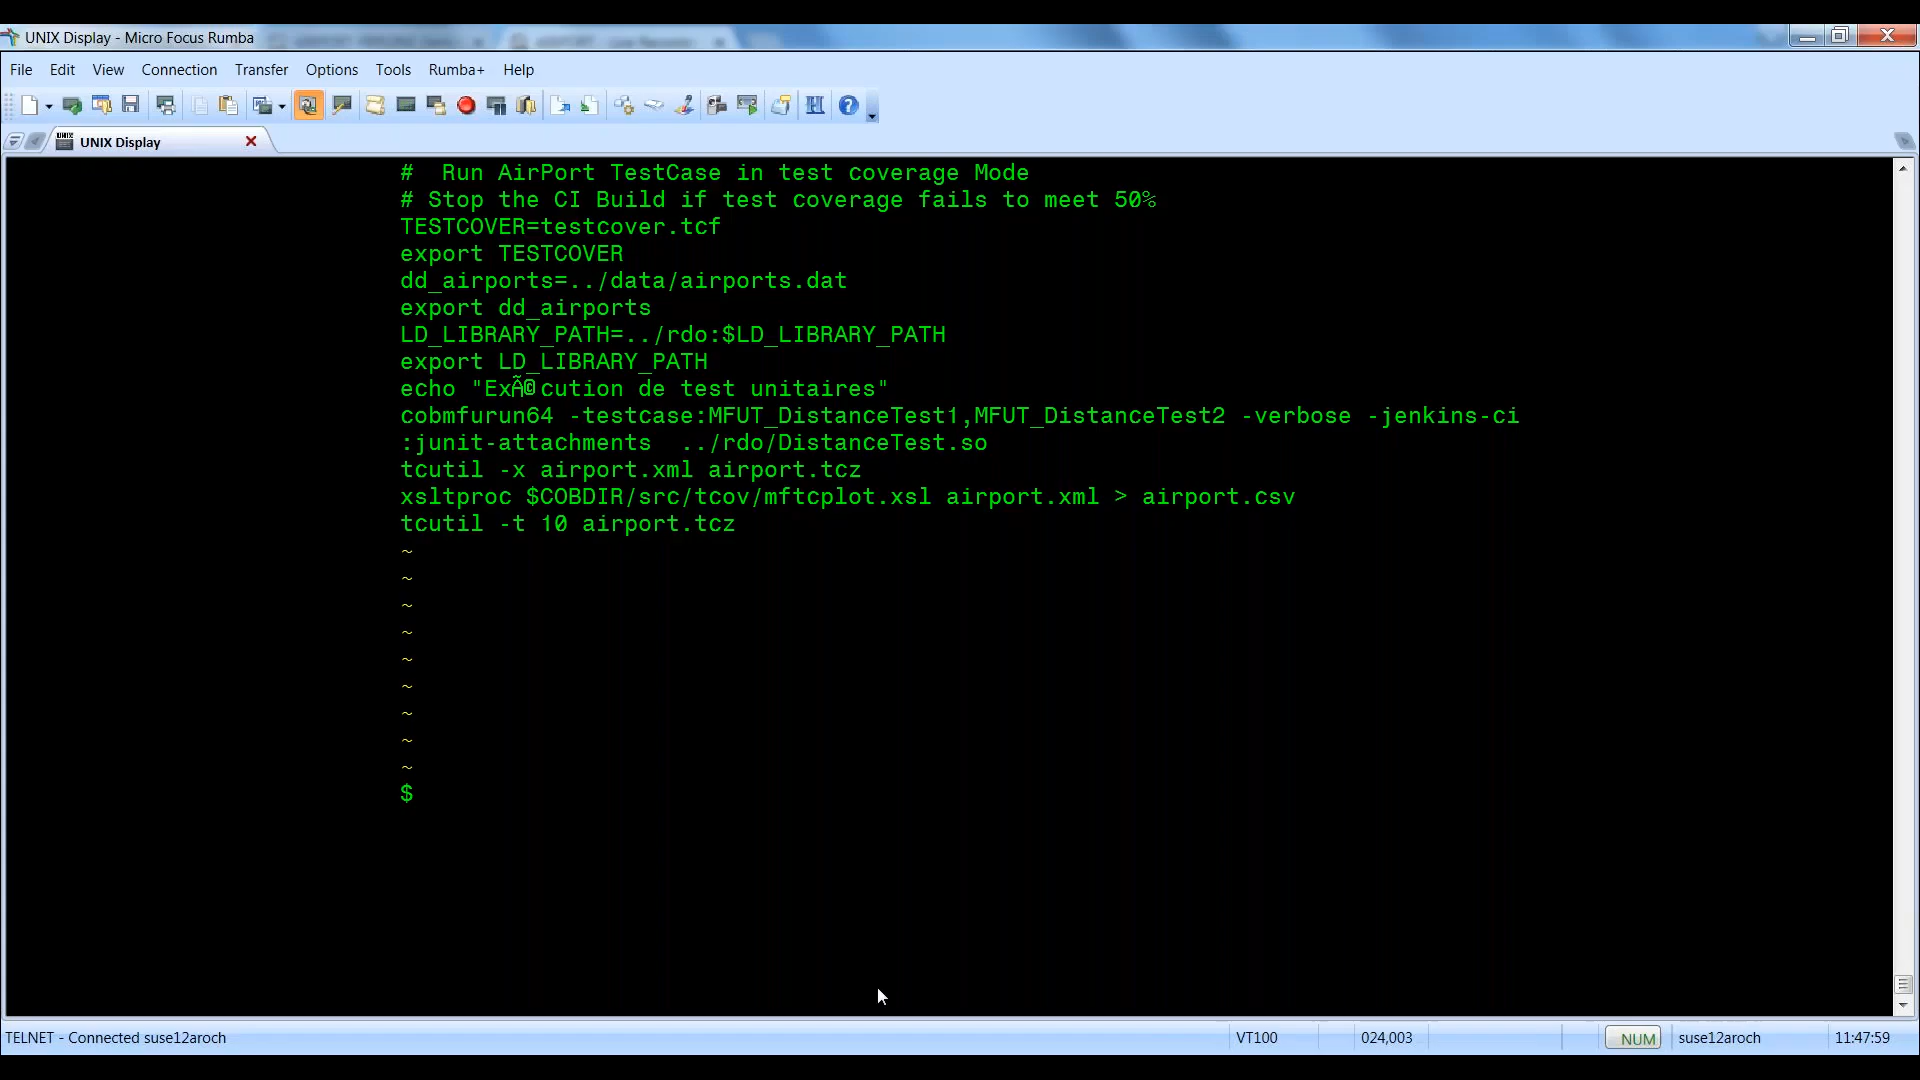 UNIX Display - Micro Focus Rumba
File Edit View Connection Transfer Options Tools Rumba+ Help
UNIX Display
#  Run AirPort TestCase in test coverage Mode
# Stop the CI Build if test coverage fails to meet 50%
TESTCOVER=testcover.tcf
export TESTCOVER
dd_airports=../data/airports.dat
export dd_airports
LD_LIBRARY_PATH=../rdo:$LD_LIBRARY_PATH
export LD_LIBRARY_PATH
echo "ExÃ©cution de test unitaires"
cobmfurun64 -testcase:MFUT_DistanceTest1,MFUT_DistanceTest2 -verbose -jenkins-ci
:junit-attachments  ../rdo/DistanceTest.so
tcutil -x airport.xml airport.tcz
xsltproc $COBDIR/src/tcov/mftcplot.xsl airport.xml > airport.csv
tcutil -t 10 airport.tcz
~
~
~
~
~
~
~
~
~
$
TELNET - Connected suse12aroch VT100 024,003 NUM suse12aroch 11:47:59